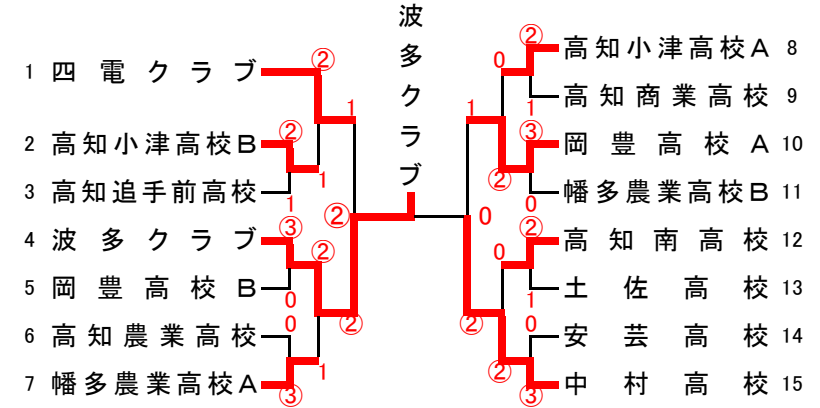 波多クラブ
1 四電クラブ
2 高知小津高校B
3 高知追手前高校
4 波多クラブ
5 岡豊高校B
6 高知農業高校
7 幡多農業高校A
② 
② 
1
1
1
③
0
②
0
③
1
②
②
高知小津高校A 8
高知商業高校 9
岡豊高校A 10
幡多農業高校B 11
高知南高校 12
土佐高校 13
安芸高校 14
中村高校 15
②
1
0
③
0
②
1
②
1
0
0
③
②
②
0